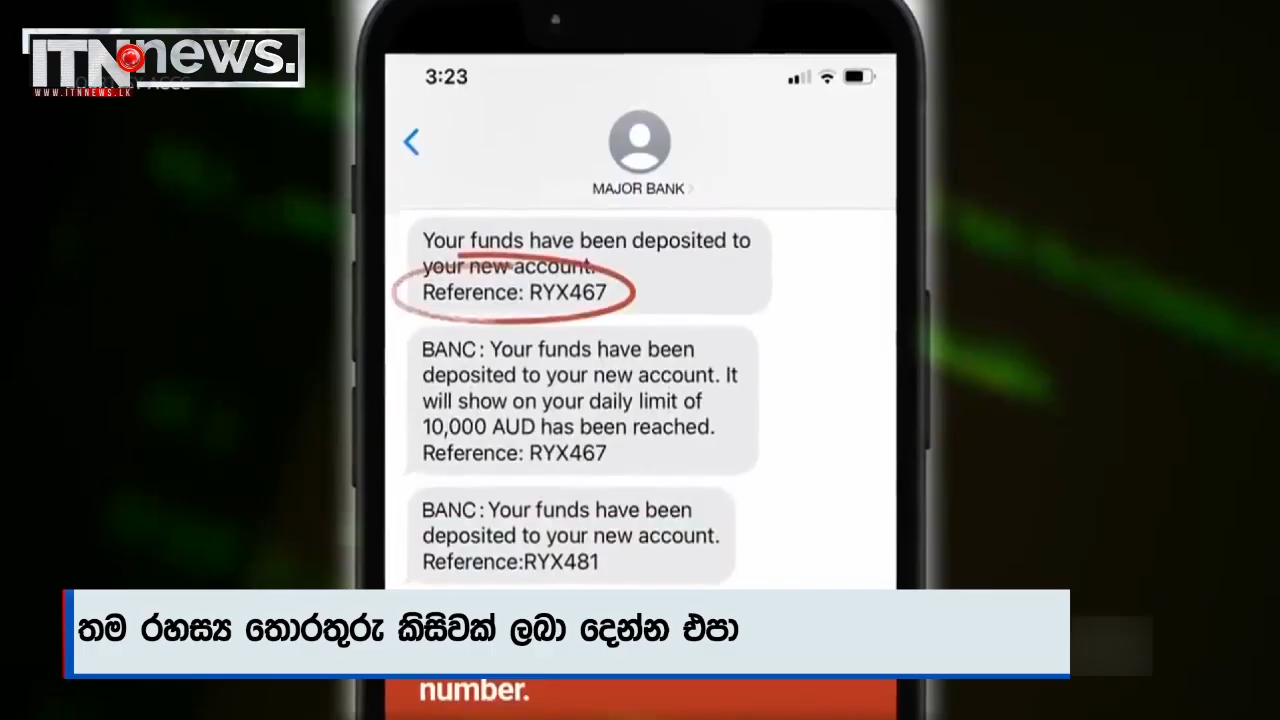 ITN news.
WWW.ITNNEWS.LK
3:23
MAJOR BANK
Your funds have been deposited to
your new account.
Reference: RYX467
BANC: Your funds have been
deposited to your new account. It
will show on your daily limit of
10,000 AUD has been reached.
Reference: RYX467
BANC: Your funds have been
deposited to your new account.
Reference:RYX481
තම රහස්‍ය තොරතුරු කිසිවක් ලබා දෙන්න එපා
number.